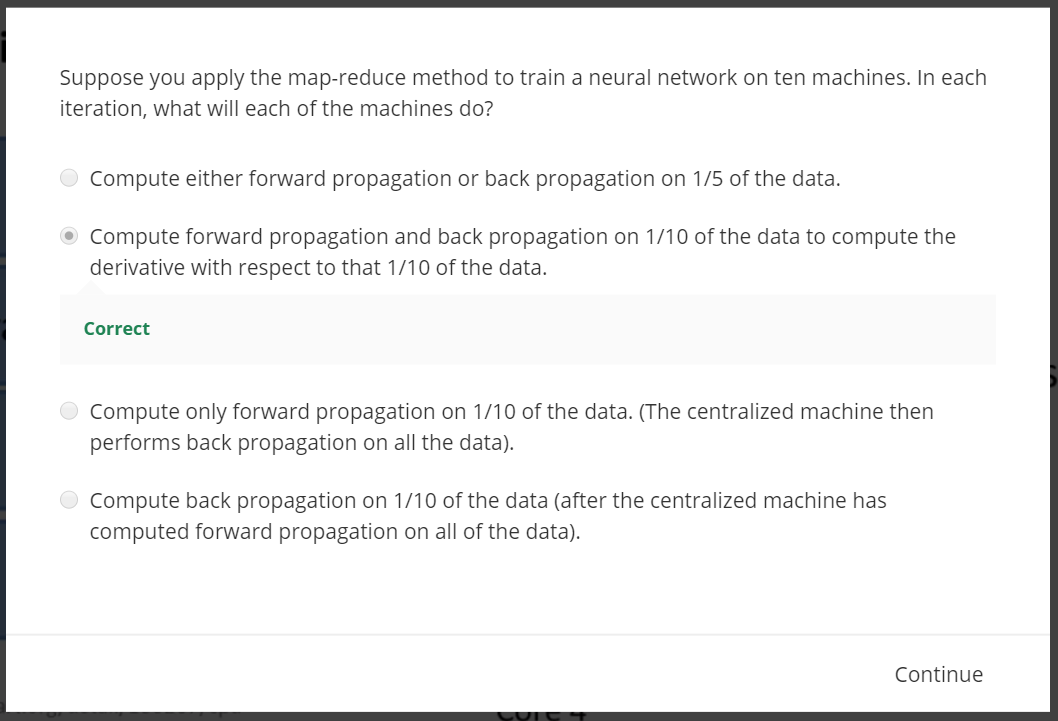 Suppose you apply the map-reduce method to train a neural network on ten machines. In each
iteration, what will each of the machines do?
Compute either forward propagation or back propagation on 1/5 of the data.
Compute forward propagation and back propagation on 1/10 of the data to compute the
derivative with respect to that 1/10 of the data.
Correct
Compute only forward propagation on 1/10 of the data. (The centralized machine then
performs back propagation on all the data).
Compute back propagation on 1/10 of the data (after the centralized machine has
computed forward propagation on all of the data).
Continue
Core 4